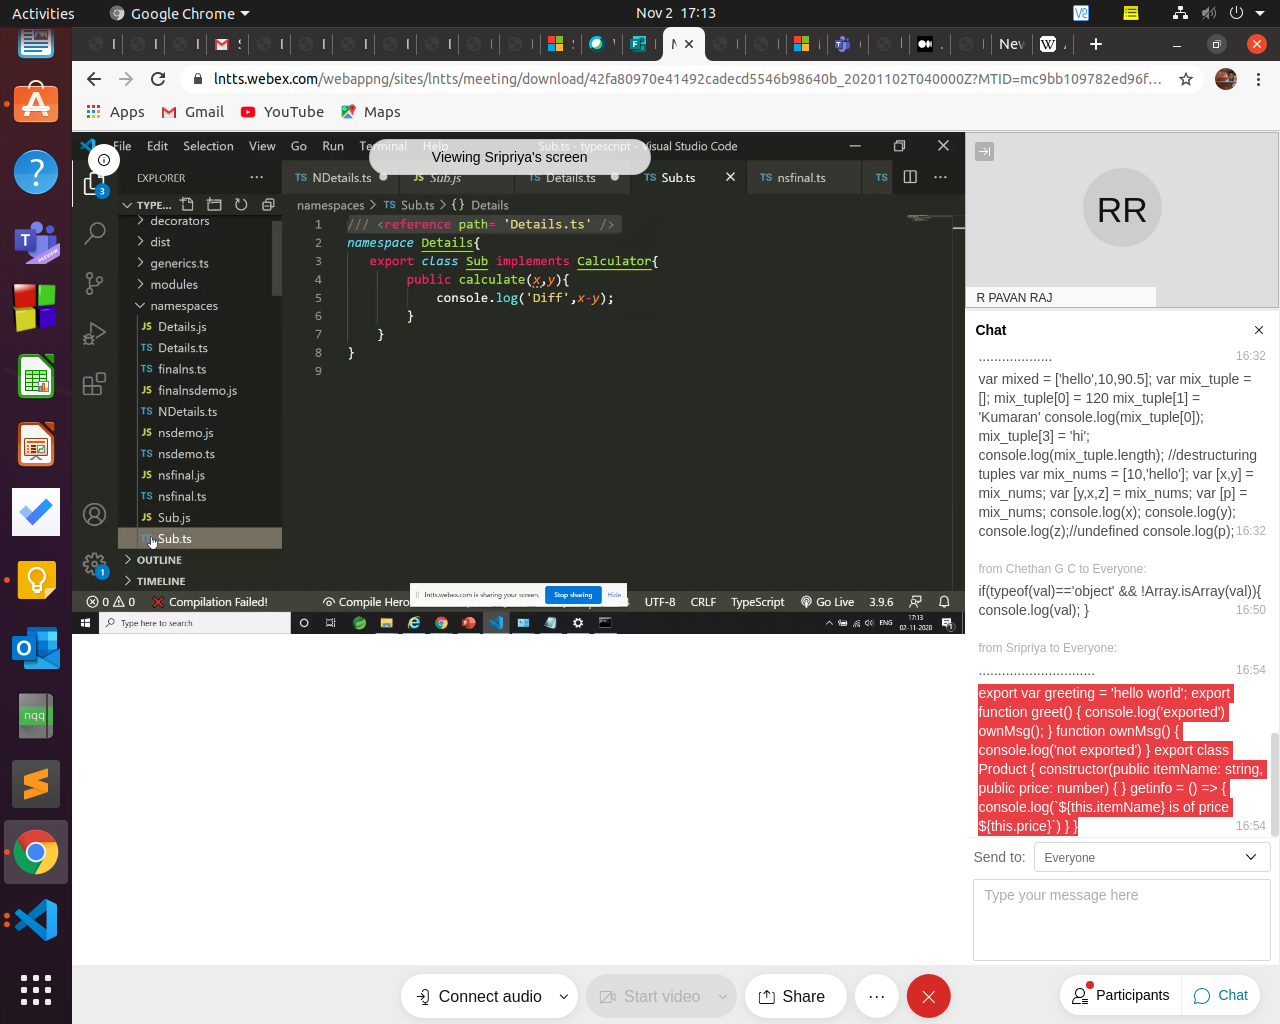 Activities
Google Chrome
Nov 2 17:13
New
lntts.webex.com/webappng/sites/lntts/meeting/download/42fa80970e41492cadecd5546b98640b_20201102T040000Z?MTID=mc9bb109782ed96f...
Apps
Gmail
YouTube
Maps
File Edit Selection View Go Run Terminal Help
Sub.ts - typescript - Visual Studio Code
Viewing Sripriya's screen
EXPLORER
TS NDetails.ts
JS Sub.js
TS Details.ts
TS Sub.ts
TS nsfinal.ts
TS
TYPE...
namespaces > TS Sub.ts > {} Details
decorators
dist
generics.ts
modules
namespaces
JS Details.js
TS Details.ts
TS finalns.ts
JS finalnsdemo.js
TS NDetails.ts
JS nsdemo.js
TS nsdemo.ts
JS nsfinal.js
TS nsfinal.ts
JS Sub.js
TS Sub.ts
OUTLINE
TIMELINE
1 /// <reference path= 'Details.ts' />
2 namespace Details{
3 export class Sub implements Calculator{
4 public calculate(x,y){
5 console.log('Diff',x-y);
6 }
7 }
8 }
9
3
1
lntts.webex.com is sharing your screen.
Stop sharing
Hide
0 0
Compilation Failed!
Compile Hero
UTF-8
CRLF
TypeScript
Go Live
3.9.6
Type here to search
ENG
17:13
02-11-2020
RR
R PAVAN RAJ
Chat
...................
16:32
var mixed = ['hello',10,90.5]; var mix_tuple =
[]; mix_tuple[0] = 120 mix_tuple[1] =
'Kumaran' console.log(mix_tuple[0]);
mix_tuple[3] = 'hi';
console.log(mix_tuple.length); //destructuring
tuples var mix_nums = [10,'hello']; var [x,y] =
mix_nums; var [y,x,z] = mix_nums; var [p] =
mix_nums; console.log(x); console.log(y);
console.log(z);//undefined console.log(p);
16:32
from Chethan G C to Everyone:
if(typeof(val)=='object' && !Array.isArray(val)){
console.log(val); }
16:50
from Sripriya to Everyone:
..............................
16:54
export var greeting = 'hello world'; export
function greet() { console.log('exported')
ownMsg(); } function ownMsg() {
console.log('not exported') } export class
Product { constructor(public itemName: string,
public price: number) { } getinfo = () => {
console.log(`${this.itemName} is of price
${this.price}`) } }
16:54
Send to:
Everyone
Type your message here
Connect audio
Start video
Share
Participants
Chat
nqq
PREVIEW